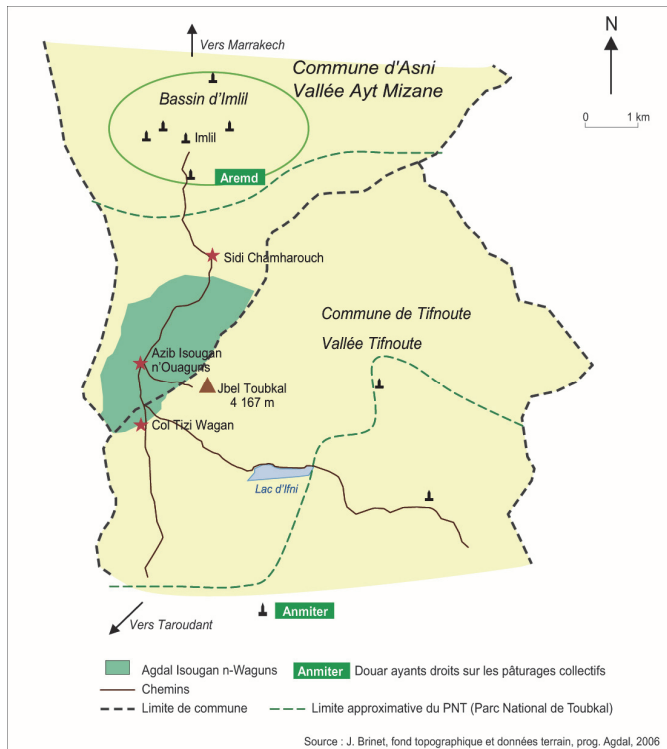 Vers Marrakech
N
Commune d'Asni
Vallée Ayt Mizane
Bassin d'Imlil
Imlil
0 1 km
Aremd
Sidi Chamharouch
Commune de Tifnoute
Vallée Tifnoute
Azib Isougan
n'Ouaguns
Jbel Toubkal
4 167 m
Col Tizi Wagan
Lac d'Ifni
Anmiter
Vers Taroudant
Agdal Isougan n-Waguns
Anmiter Douar ayants droits sur les pâturages collectifs
Chemins
Limite de commune
Limite approximative du PNT (Parc National de Toubkal)
Source : J. Brinet, fond topographique et données terrain, prog. Agdal, 2006